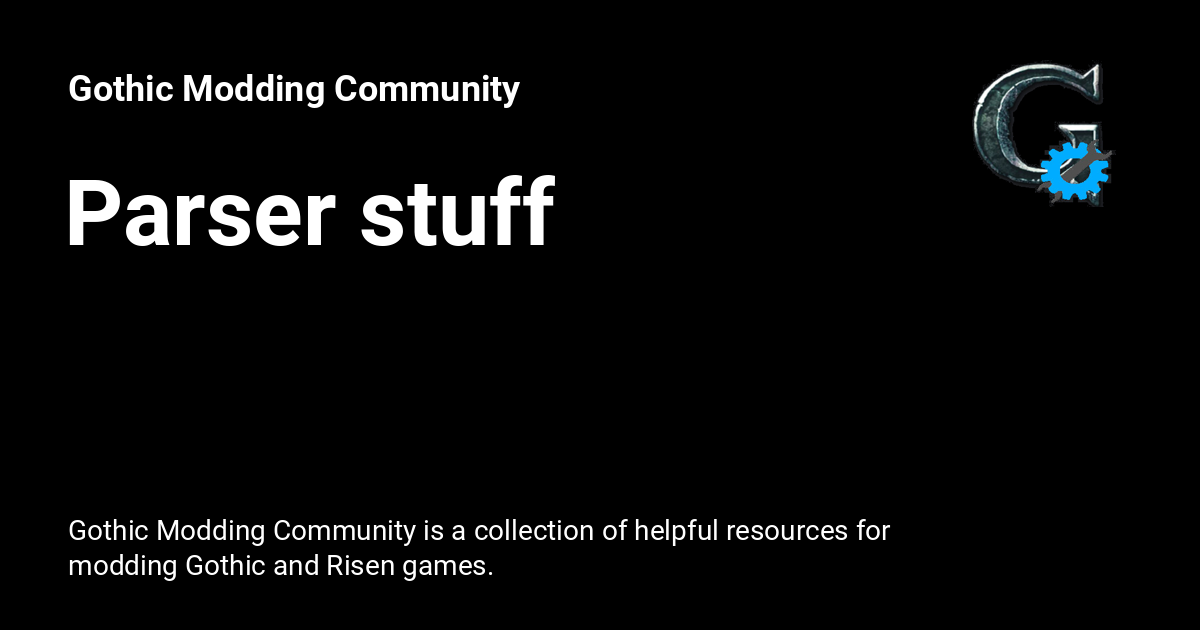 Gothic Modding Community
Parser stuff
Gothic Modding Community is a collection of helpful resources for
modding Gothic and Risen games.